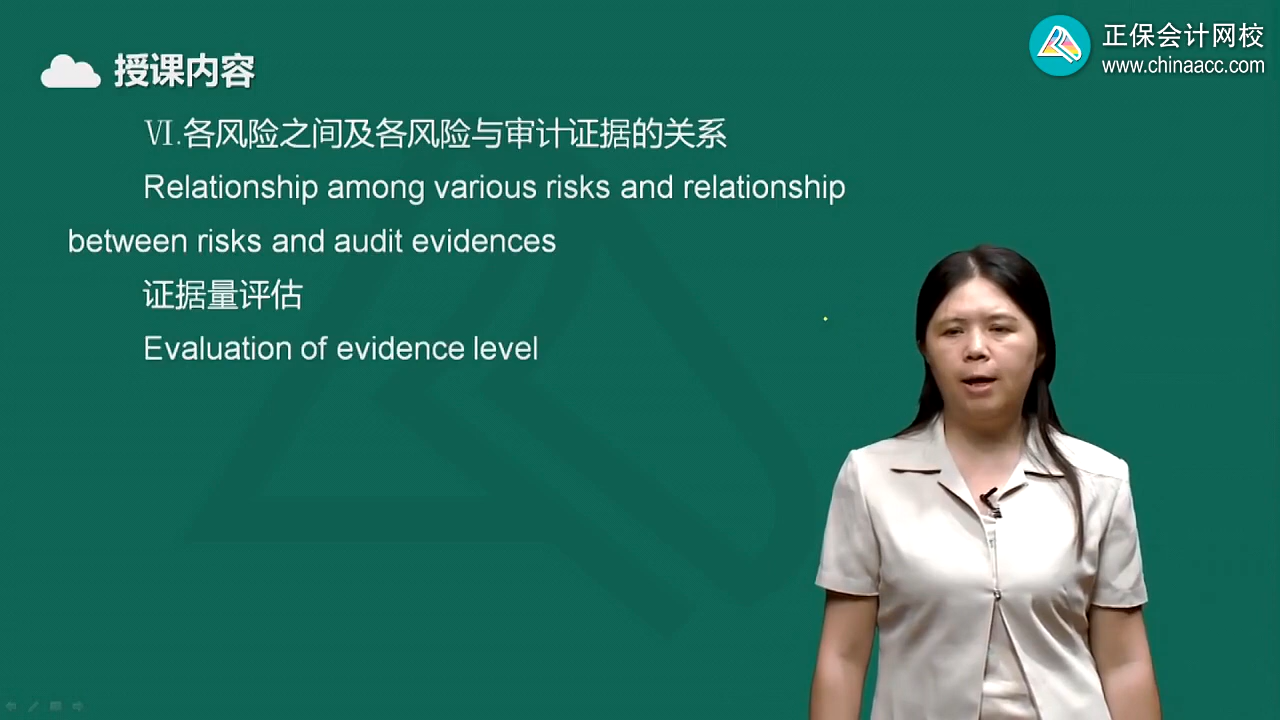 正保会计网校
www.chinaacc.com
授课内容
Ⅵ.各风险之间及各风险与审计证据的关系
Relationship among various risks and relationship
between risks and audit evidences
证据量评估
Evaluation of evidence level